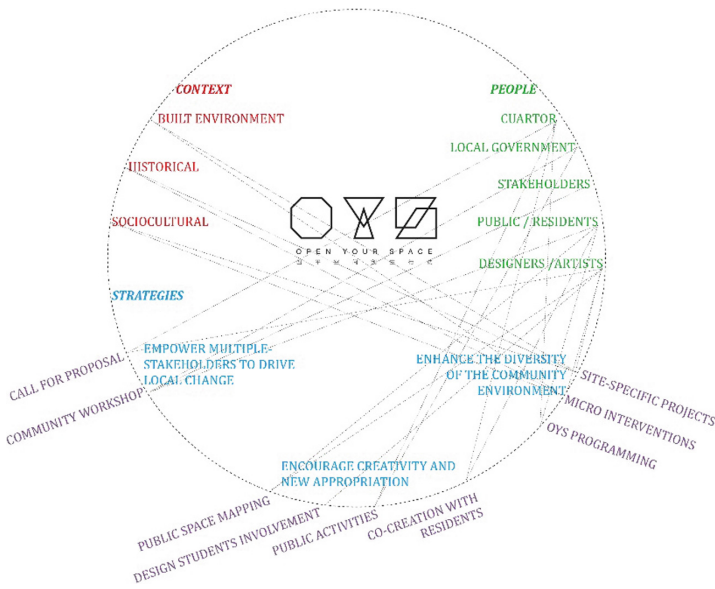 CONTEXT
PEOPLE
BUILT ENVIRONMENT
CUARTOR
LOCAL GOVERNMENT
HISTORICAL
STAKEHOLDERS
SOCIOCULTURAL
PUBLIC / RESIDENTS
OPEN YOUR SPACE
DESIGNERS /ARTISTS
STRATEGIES
EMPOWER MULTIPLE-
STAKEHOLDERS TO DRIVE
LOCAL CHANGE
ENHANCE THE DIVERSITY
OF THE COMMUNITY
ENVIRONMENT
CALL FOR PROPOSAL
COMMUNITY WORKSHOP
SITE-SPECIFIC PROJECTS
MICRO INTERVENTIONS
OYS PROGRAMMING
ENCOURAGE CREATIVITY AND
NEW APPROPRIATION
PUBLIC SPACE MAPPING
DESIGN STUDENTS INVOLVEMENT
PUBLIC ACTIVITIES
CO-CREATION WITH
RESIDENTS